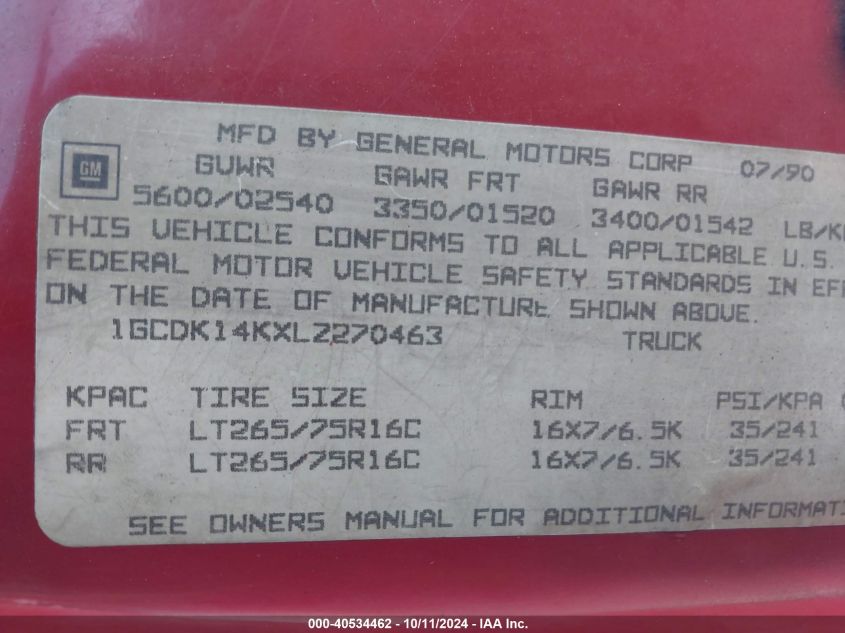 MFD BY GENERAL MOTORS CORP 07/90
GM
GVWR GAWR FRT GAWR RR
5600/02540 3350/01520 3400/01542 LB/K
THIS VEHICLE CONFORMS TO ALL APPLICABLE U.S.
FEDERAL MOTOR VEHICLE SAFETY STANDARDS IN EF
ON THE DATE OF MANUFACTURE SHOWN ABOVE.
1GCDK14KXLZ270463 TRUCK
KPAC TIRE SIZE RIM PSI/KPA
FRT LT265/75R16C 16X7/6.5K 35/241
RR LT265/75R16C 16X7/6.5K 35/241
SEE OWNERS MANUAL FOR ADDITIONAL INFORMATI
000-40534462 - 10/11/2024 - IAA Inc.